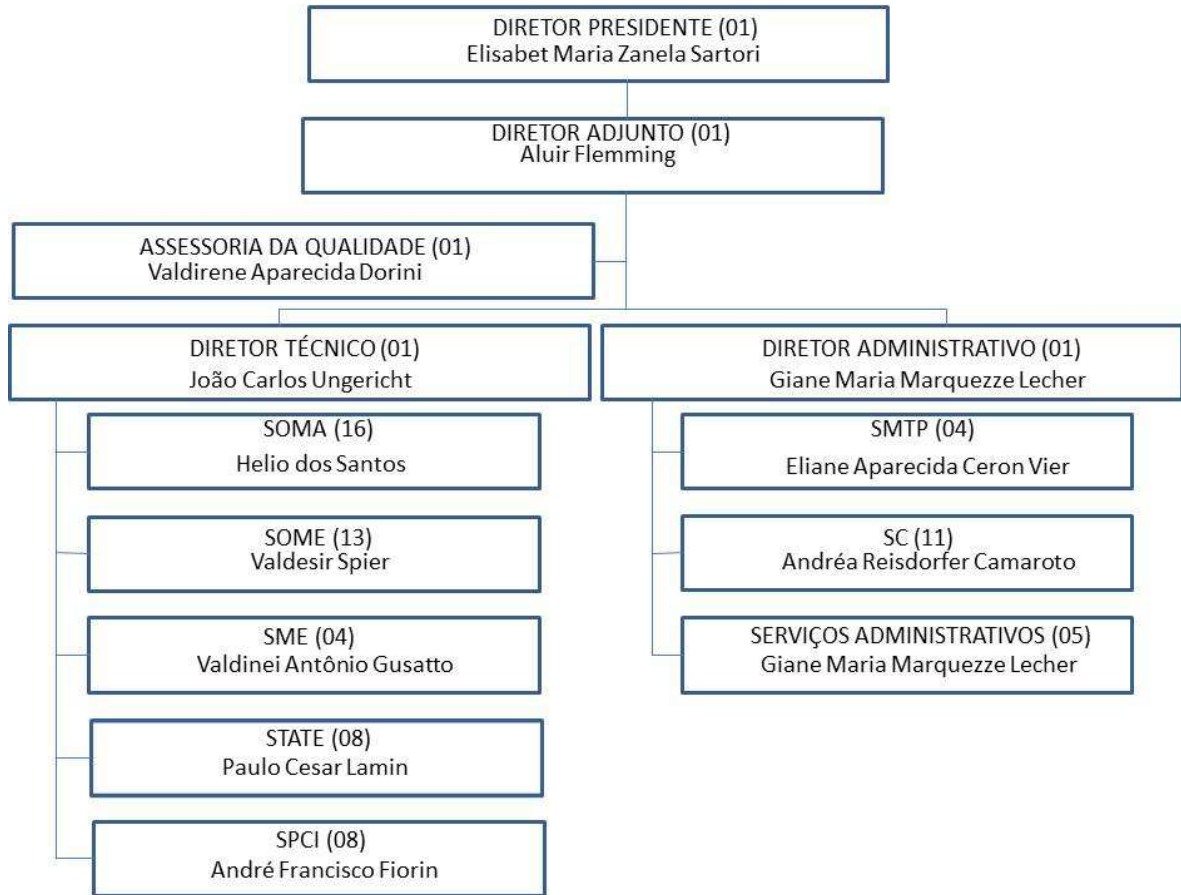 DIRETOR PRESIDENTE (01)
Elisabet Maria Zanela Sartori
DIRETOR ADJUNTO (01)
Aluir Flemming
ASSESSORIA DA QUALIDADE (01)
Valdirene Aparecida Dorini
DIRETOR TÉCNICO (01)
João Carlos Ungericht
SOMA (16)
Helio dos Santos
SOME (13)
Valdesir Spier
SME (04)
Valdinei Antônio Gusatto
STATE (08)
Paulo Cesar Lamin
SPCI (08)
André Francisco Fiorin
DIRETOR ADMINISTRATIVO (01)
Giane Maria Marquezze Lecher
SMTP (04)
Eliane Aparecida Ceron Vier
SC (11)
Andréa Reisdorfer Camaroto
SERVIÇOS ADMINISTRATIVOS (05)
Giane Maria Marquezze Lecher